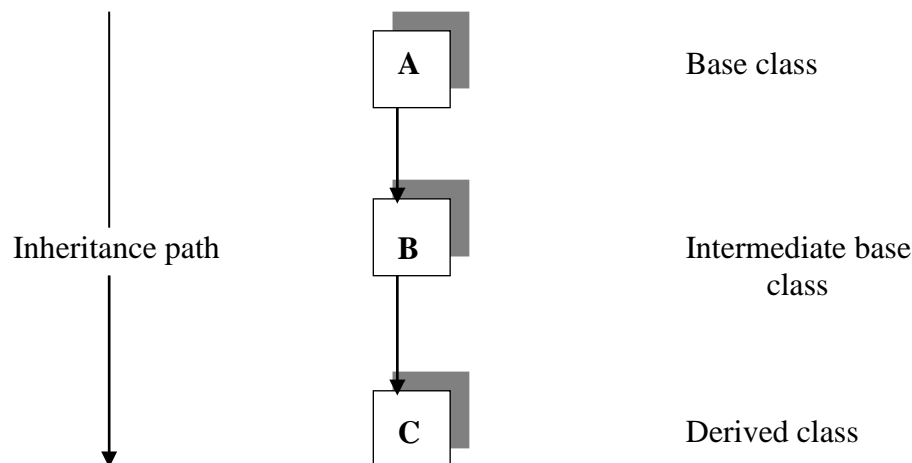 A
Base class
Inheritance path
B
Intermediate base
class
C
Derived class